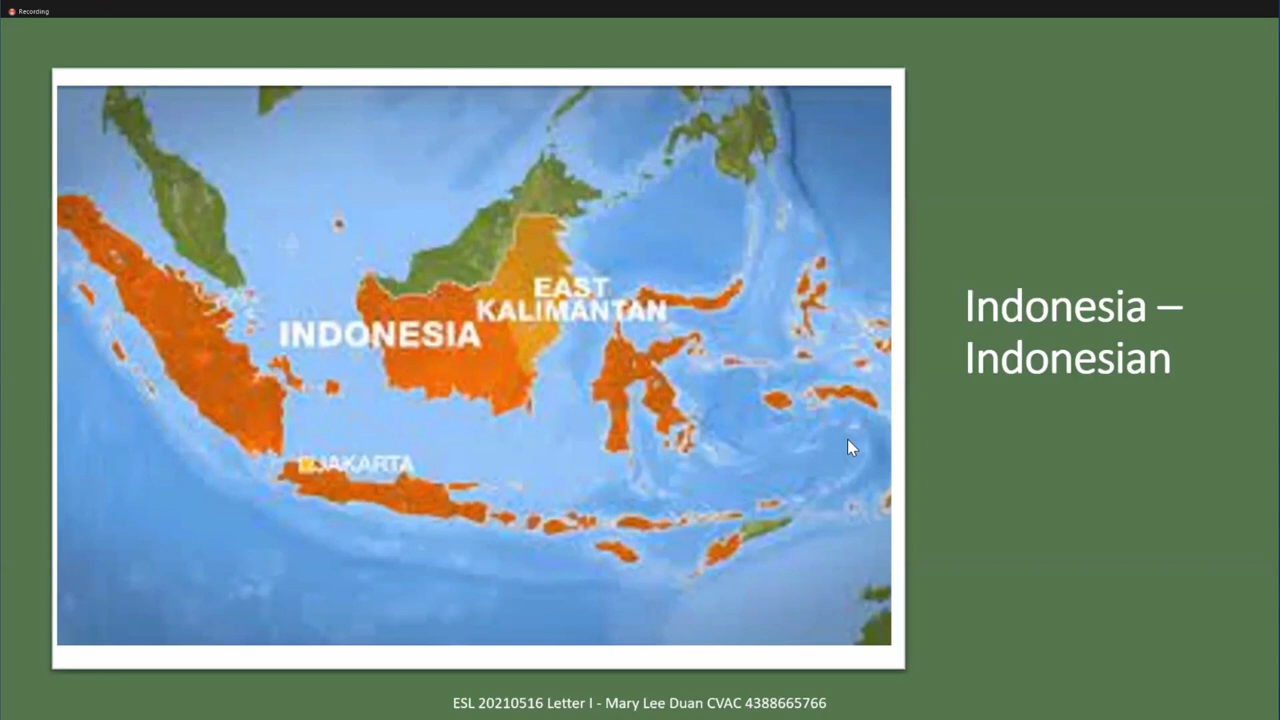 Recording
EAST
KALIMANTAN
INDONESIA
JAKARTA
Indonesia –
Indonesian
ESL 20210516 Letter I - Mary Lee Duan CVAC 4388665766